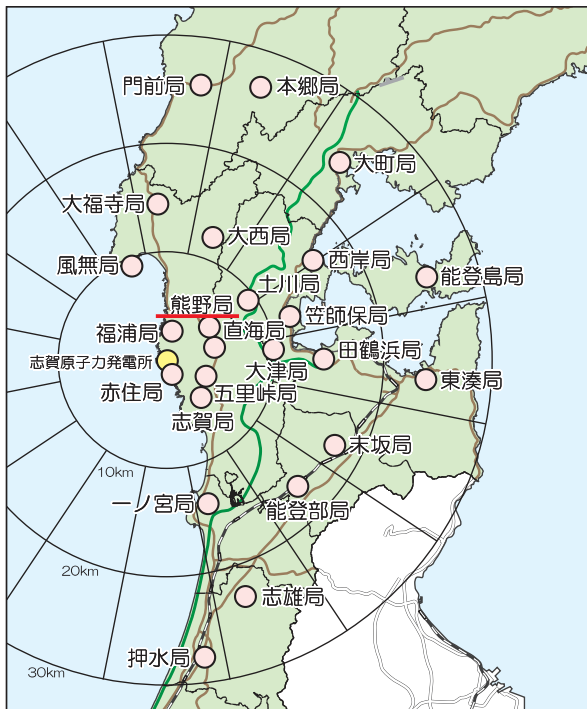 門前局
本郷局
大町局
大福寺局
大西局
西岸局
風無局
能登島局
土川局
熊野局
笠師保局
福浦局
直海局
志賀原子力発電所
田鶴浜局
大津局
赤住局
東湊局
五里峠局
志賀局
末坂局
10km
一ノ宮局
能登部局
20km
志雄局
押水局
30km